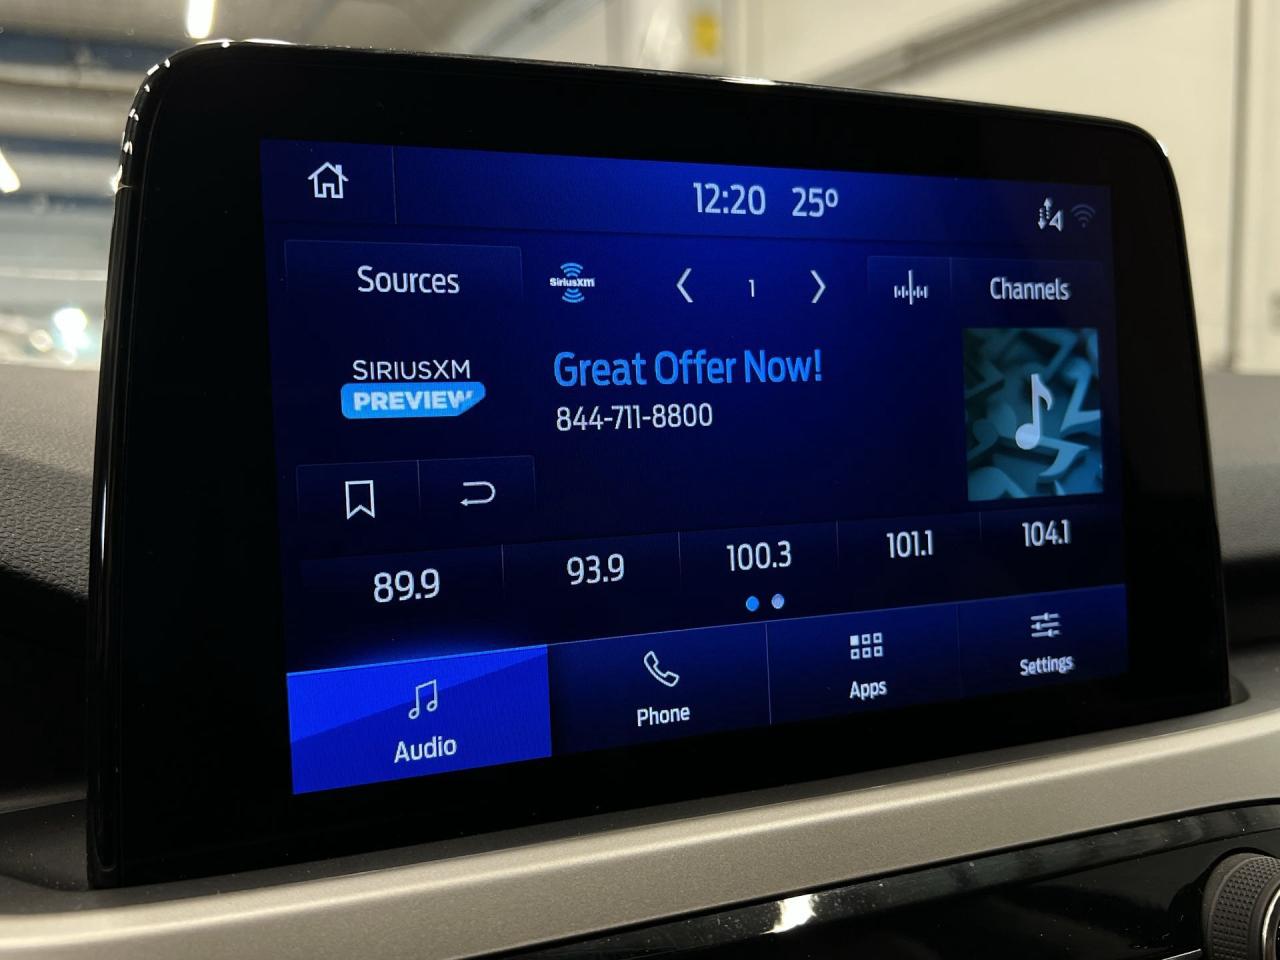 12:20 25º
Sources
SiriusXM
1
Channels
SIRIUSXM
PREVIEW
Great Offer Now!
844-711-8800
89.9
93.9
100.3
101.1
104.1
Audio
Phone
Apps
Settings